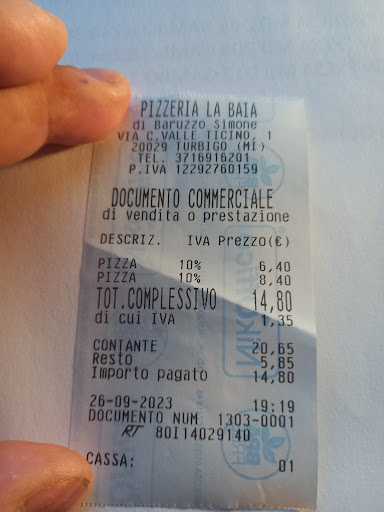 PIZZERIA LA BAIA
di Baruzzo Simone
VIA C.VALLE TICINO, 1
20029 TURBIGO (MI)
TEL. 3716916201
P.IVA 12292760159
DOCUMENTO COMMERCIALE
di vendita o prestazione
DESCRIZ. IVA Prezzo(€)
PIZZA 10% 6,40
PIZZA 10% 8,40
TOT.COMPLESSIVO 14,80
di cui IVA 1,35
CONTANTE 20,65
Resto 5,85
Importo pagato 14,80
26-09-2023 19:19
DOCUMENTO NUM 1303-0001
RT 80I14029140
CASSA: 01